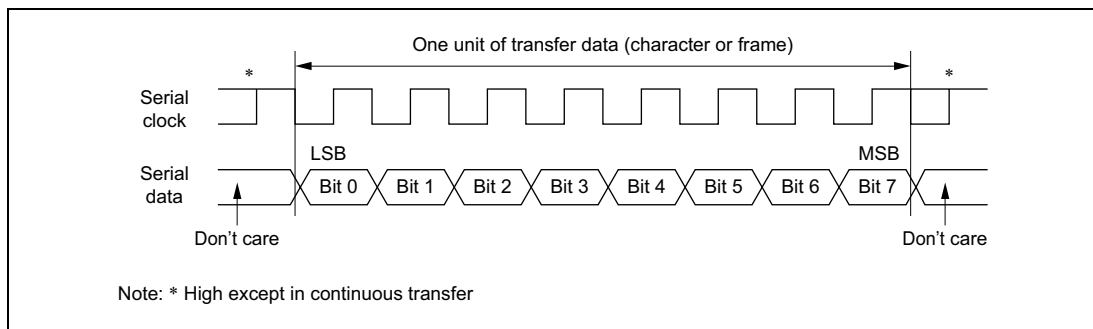 One unit of transfer data (character or frame)
* *
Serial
clock
LSB MSB
Serial
data
Bit 0 Bit 1 Bit 2 Bit 3 Bit 4 Bit 5 Bit 6 Bit 7
Don't care Don't care
Note: * High except in continuous transfer